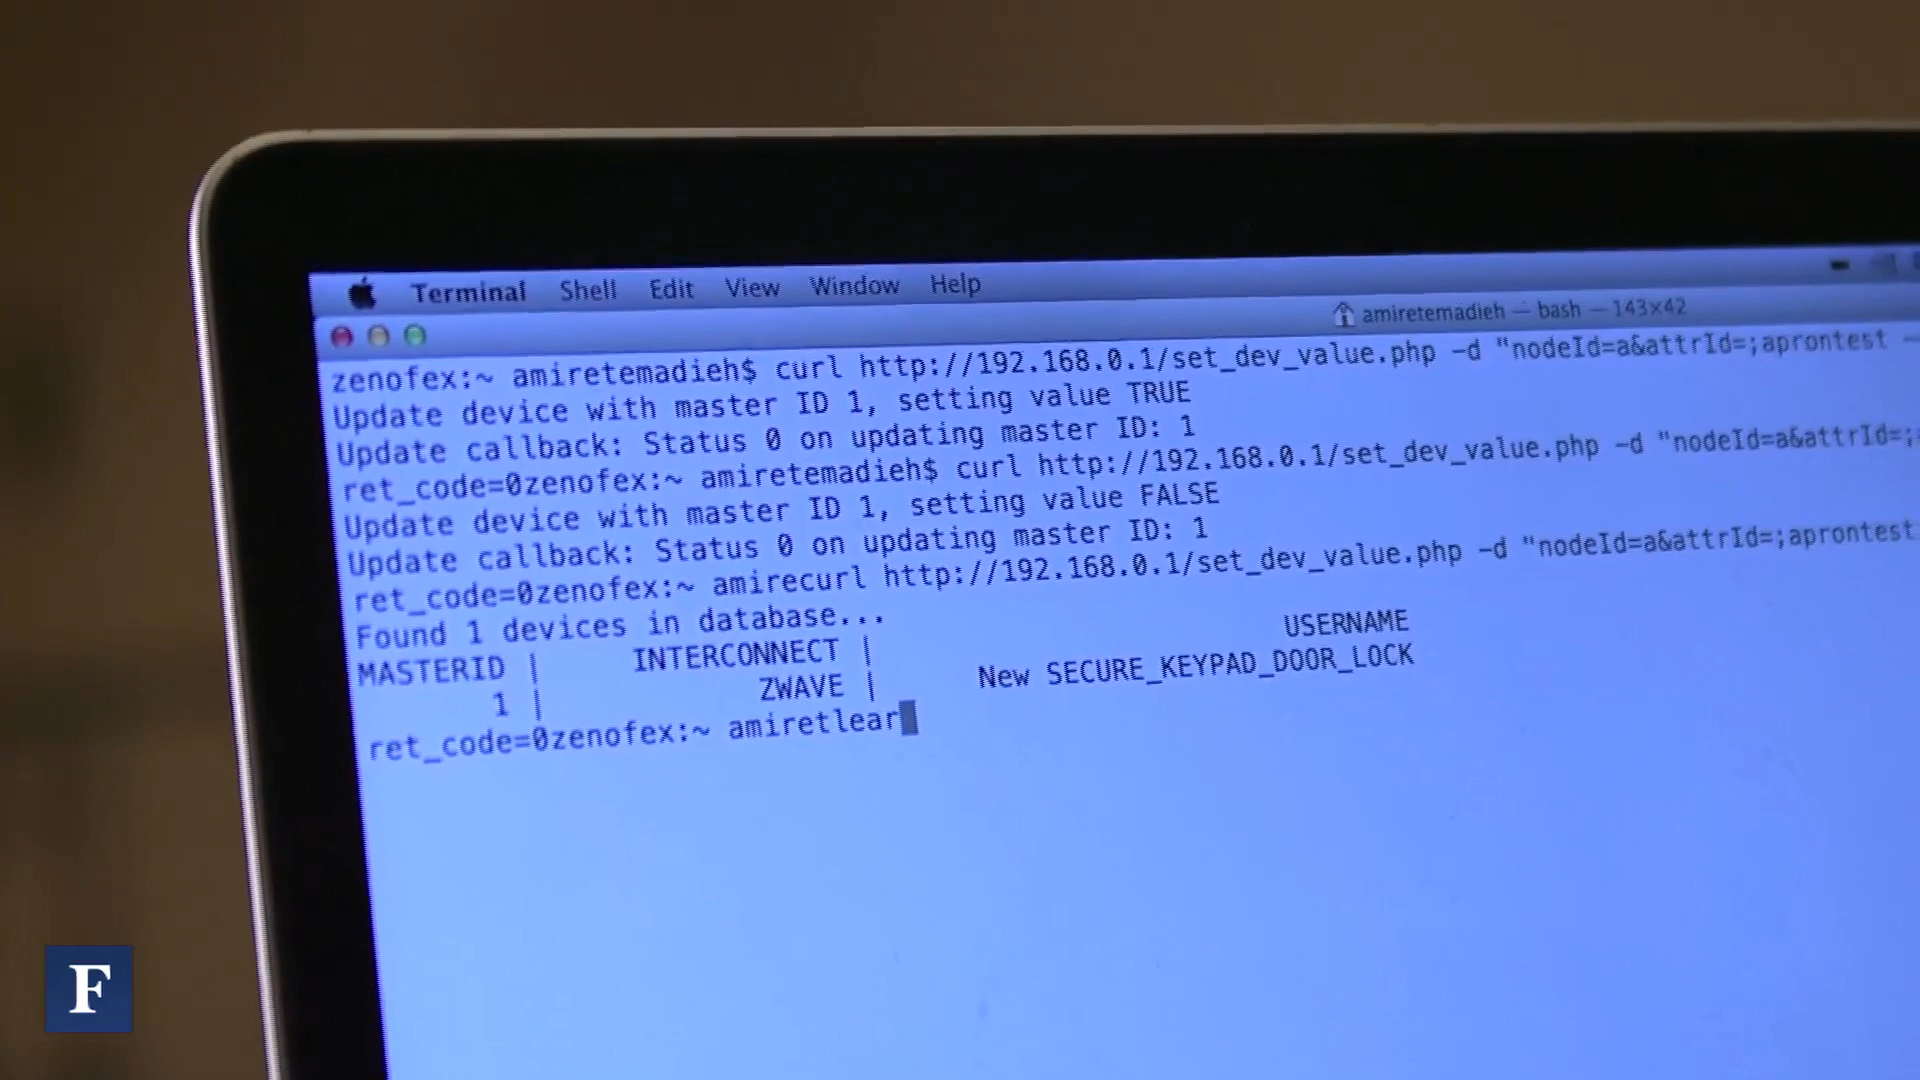 Terminal Shell Edit View Window Help
amiretemadieh — bash — 143×42
zenofex:~ amiretemadieh$ curl http://192.168.0.1/set_dev_value.php -d "nodeId=a&attrId=;aprontest -
Update device with master ID 1, setting value TRUE
Update callback: Status 0 on updating master ID: 1
ret_code=0zenofex:~ amiretemadieh$ curl http://192.168.0.1/set_dev_value.php -d "nodeId=a&attrId=;
Update device with master ID 1, setting value FALSE
Update callback: Status 0 on updating master ID: 1
ret_code=0zenofex:~ amirecurl http://192.168.0.1/set_dev_value.php -d "nodeId=a&attrId=;aprontest
Found 1 devices in database...
MASTERID | INTERCONNECT | USERNAME
1 | ZWAVE | New SECURE_KEYPAD_DOOR_LOCK
ret_code=0zenofex:~ amiretlear
F